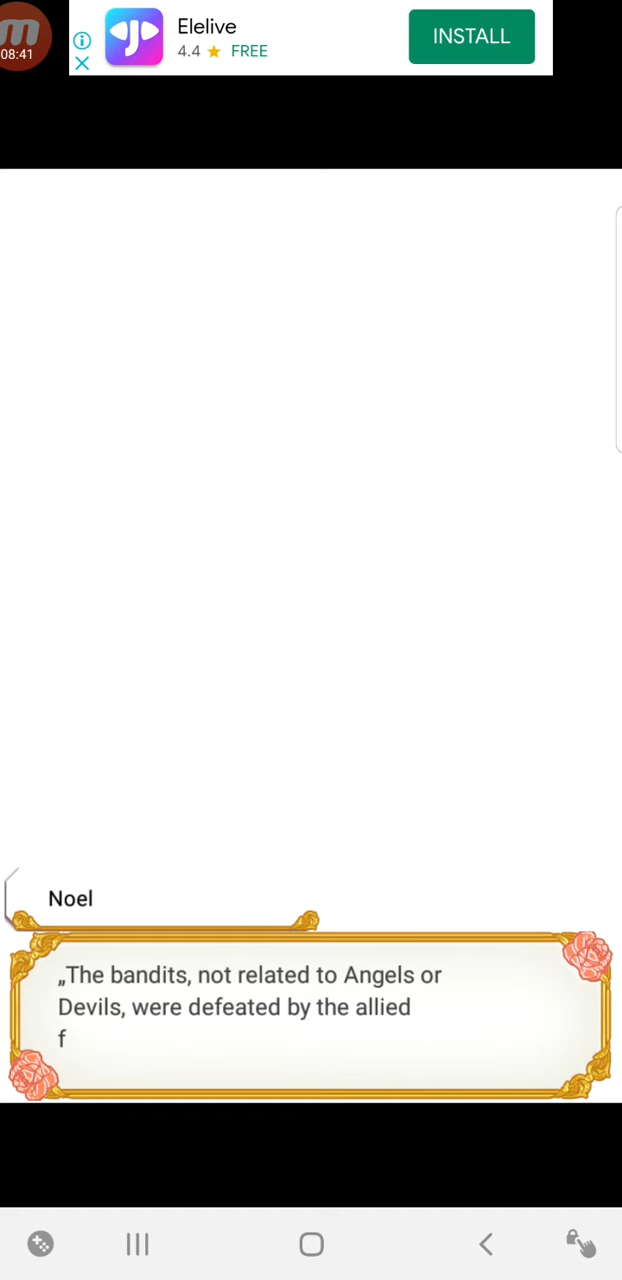 08:41
Elelive
4.4 ★ FREE
INSTALL
Noel
„The bandits, not related to Angels or
Devils, were defeated by the allied
f